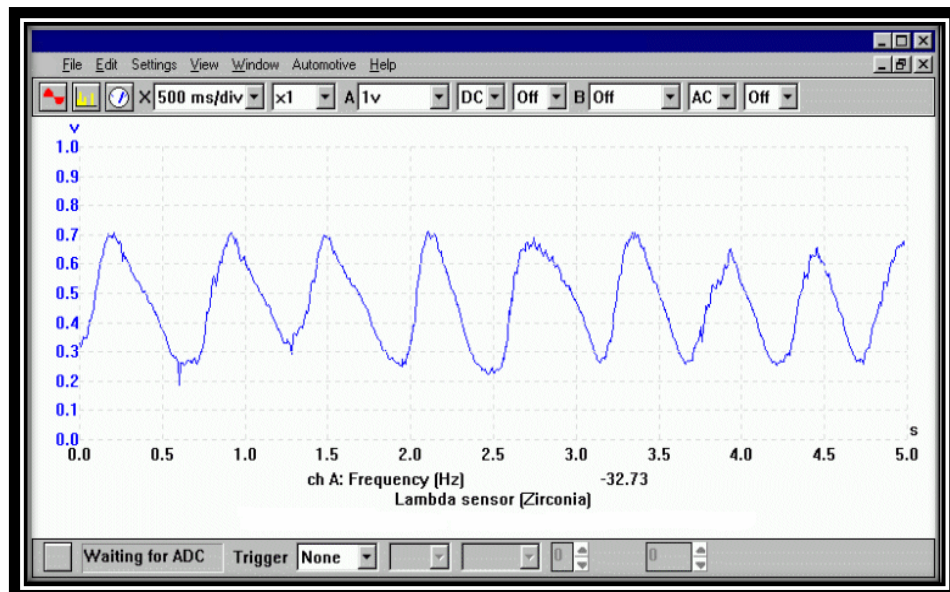 File Edit Settings View Window Automotive Help
X 500 ms/div x1 A 1v DC Off B Off AC Off
v
1.0
0.9
0.8
0.7
0.6
0.5
0.4
0.3
0.2
0.1
0.0
s
0.0 0.5 1.0 1.5 2.0 2.5 3.0 3.5 4.0 4.5 5.0
ch A: Frequency (Hz) -32.73
Lambda sensor (Zirconia)
Waiting for ADC Trigger None 0 0